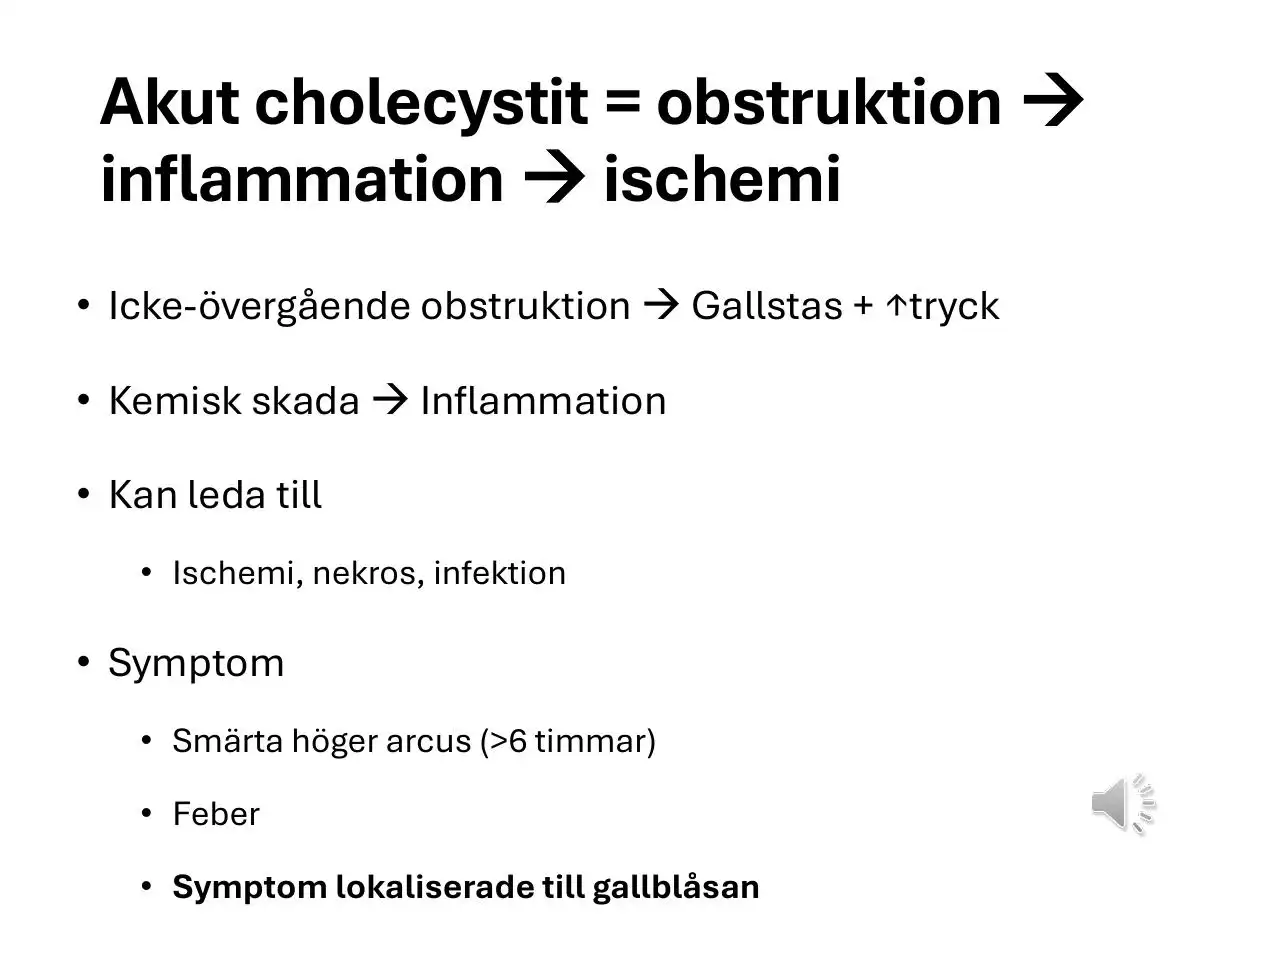 Akut cholecystit = obstruktion →
inflammation → ischemi
• Icke-övergående obstruktion → Gallstas + ↑tryck
• Kemisk skada → Inflammation
• Kan leda till
• Ischemi, nekros, infektion
• Symptom
• Smärta höger arcus (>6 timmar)
• Feber
• Symptom lokaliserade till gallblåsan